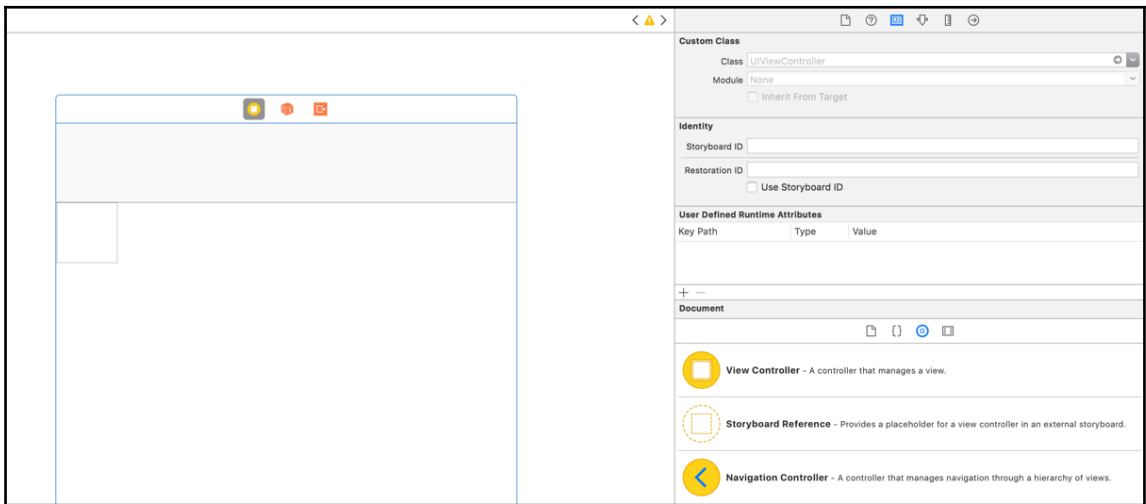 Custom Class
Class UIViewController
Module None
Inherit From Target
Identity
Storyboard ID
Restoration ID
Use Storyboard ID
User Defined Runtime Attributes
Key Path Type Value
Document
View Controller - A controller that manages a view.
Storyboard Reference - Provides a placeholder for a view controller in an external storyboard.
Navigation Controller - A controller that manages navigation through a hierarchy of views.